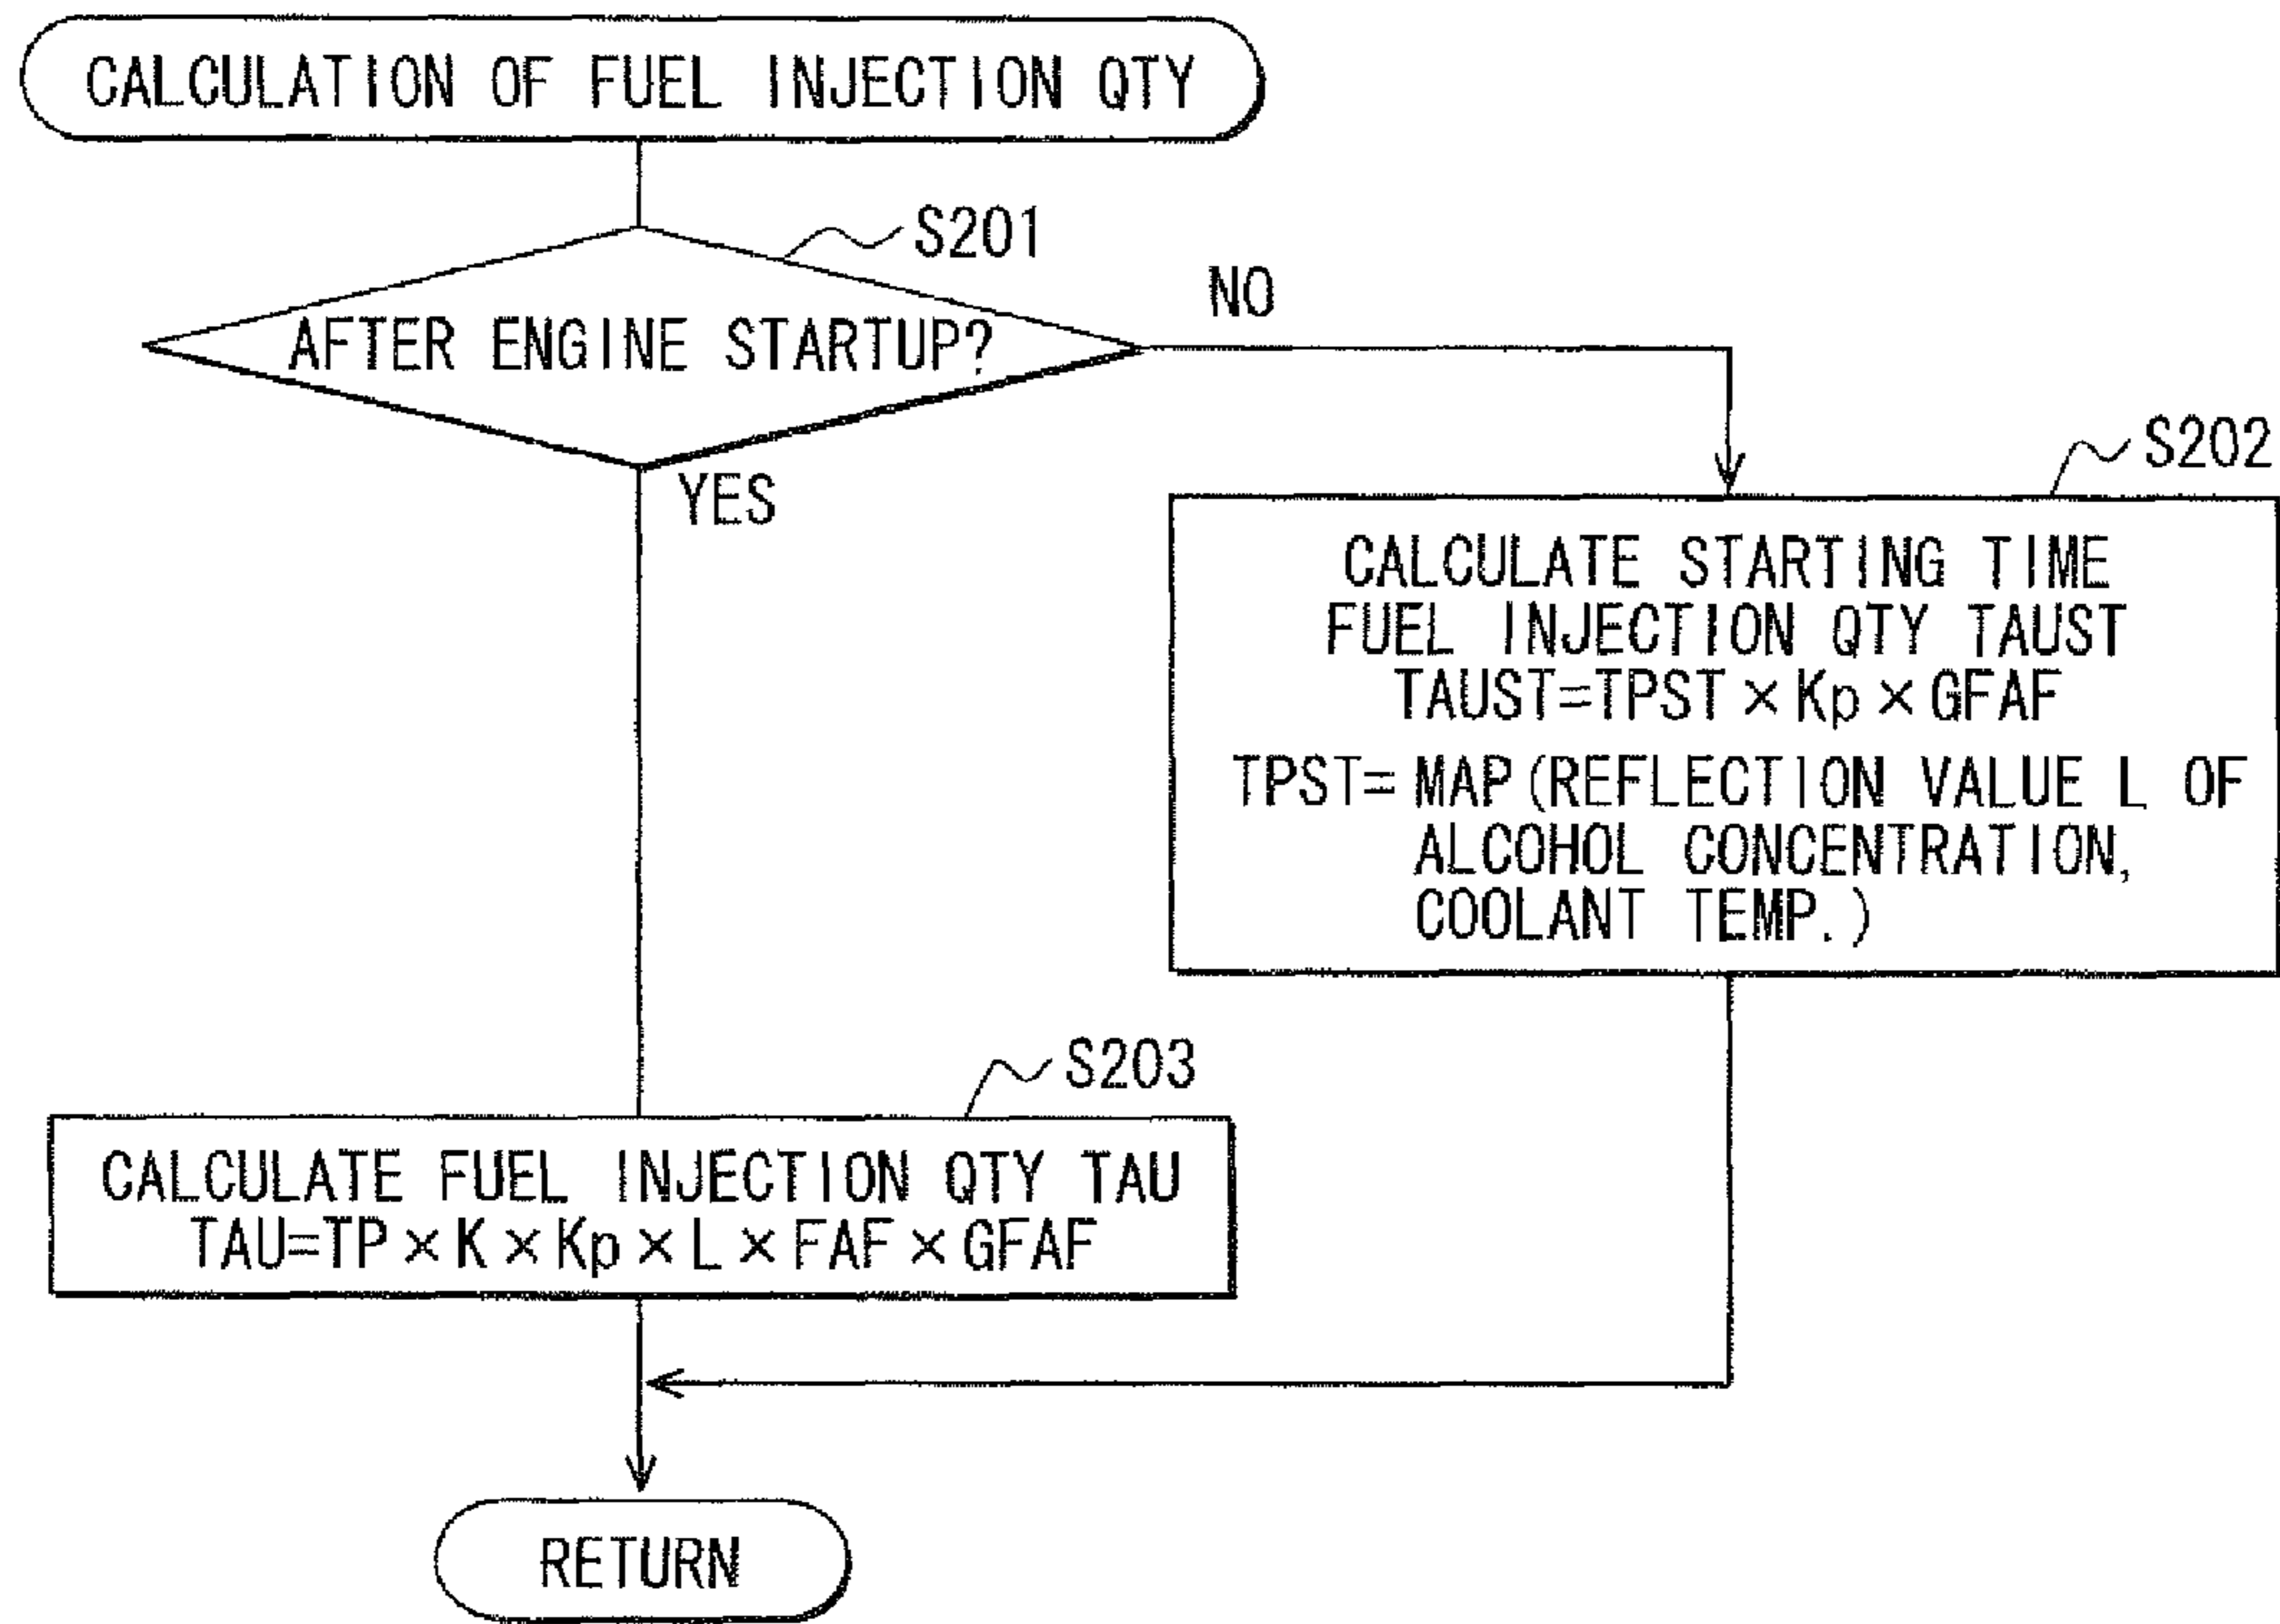 CALCULATION OF FUEL INJECTION QTY
S201
AFTER ENGINE STARTUP?
NO
YES
S202
CALCULATE STARTING TIME
FUEL INJECTION QTY TAUST
TAUST=TPST×Kp×GFAF
TPST=MAP(REFLECTION VALUE L OF
ALCOHOL CONCENTRATION,
COOLANT TEMP.)
S203
CALCULATE FUEL INJECTION QTY TAU
TAU=TP×K×Kp×L×FAF×GFAF
RETURN